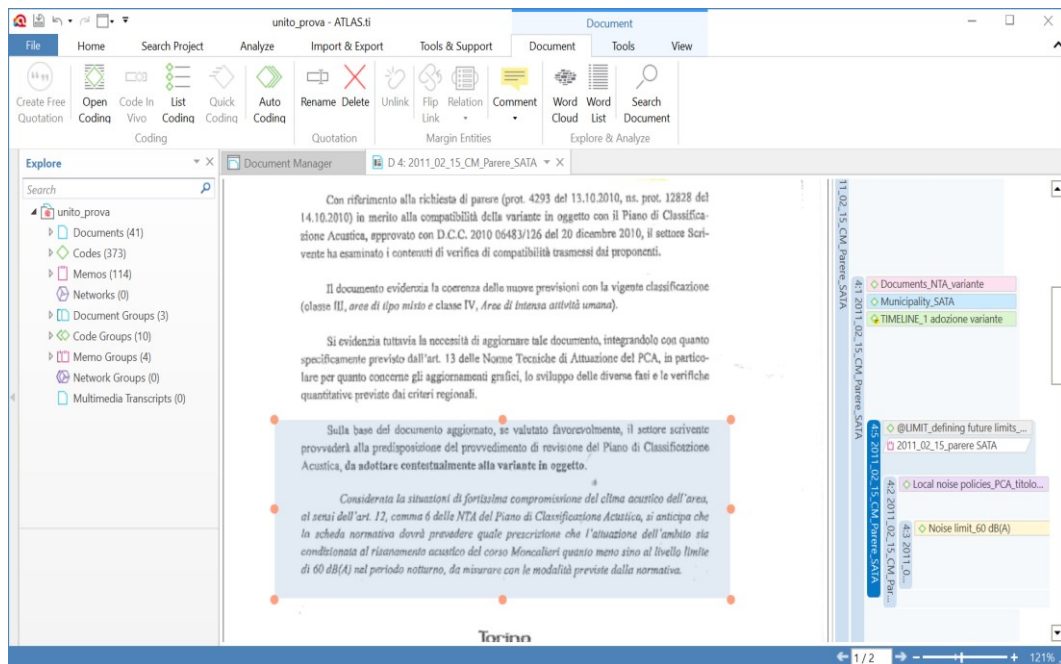 unito_prova - ATLAS.ti
Document
File
Home
Search Project
Analyze
Import & Export
Tools & Support
Document
Tools
View
Create Free Quotation
Open Coding
Code In Vivo
List Coding
Quick Coding
Auto Coding
Rename
Delete
Unlink
Flip Link
Relation
Comment
Word Cloud
Word List
Search Document
Coding
Quotation
Margin Entities
Explore & Analyze
Explore
Document Manager
D 4: 2011_02_15_CM_Parere_SATA
Search
unito_prova
Documents (41)
Codes (373)
Memos (114)
Networks (0)
Document Groups (3)
Code Groups (10)
Memo Groups (4)
Network Groups (0)
Multimedia Transcripts (0)
Con riferimento alla richiesta di parere (prot. 4293 del 13.10.2010, ns. prot. 12828 del
14.10.2010) in merito alla compatibilità della variante in oggetto con il Piano di Classifica-
zione Acustica, approvato con D.C.C. 2010 06483/126 del 20 dicembre 2010, il settore Scri-
vente ha esaminato i contenuti di verifica di compatibilità trasmessi dai proponenti.
Il documento evidenzia la coerenza delle nuove previsioni con la vigente classificazione
(classe III, aree di tipo misto e classe IV, Aree di intensa attività umana).
Si evidenzia tuttavia la necessità di aggiornare tale documento, integrandolo con quanto
specificamente previsto dall'art. 13 delle Norme Tecniche di Attuazione del PCA, in partico-
lare per quanto concerne gli aggiornamenti grafici, lo sviluppo delle diverse fasi e le verifiche
quantitative previste dai criteri regionali.
Sulla base del documento aggiornato, se valutato favorevolmente, il settore scrivente
provvederà alla predisposizione del provvedimento di revisione del Piano di Classificazione
Acustica, da adottare contestualmente alla variante in oggetto.
Considerata la situazioni di fortissima compromissione del clima acustico dell'area,
ai sensi dell'art. 12, comma 6 delle NTA del Piano di Classificazione Acustico, si anticipa che
la scheda normativa dovrà prevedere quale prescrizione che l'attuazione dell'ambito sia
condizionata al risanamento acustico del corso Moncalieri quanto meno sino al livello limite
di 60 dB(A) nel periodo notturno, da misurare con le modalità previste dalla normativa.
Torino
11_02_15_CM_Parere_SATA
4:1 2011_02_15_CM_Parere_SATA
Documents_NTA_variante
Municipality_SATA
TIMELINE_1 adozione variante
4:5 2011_02_15_CM_Parere_SATA
@LIMIT_defining future limits_...
2011_02_15_parere SATA
4:2 2011_02_15_CM_Par...
Local noise policies_PCA_titolo...
4:3 2011_0...
Noise limit_60 dB(A)
1 / 2
121%